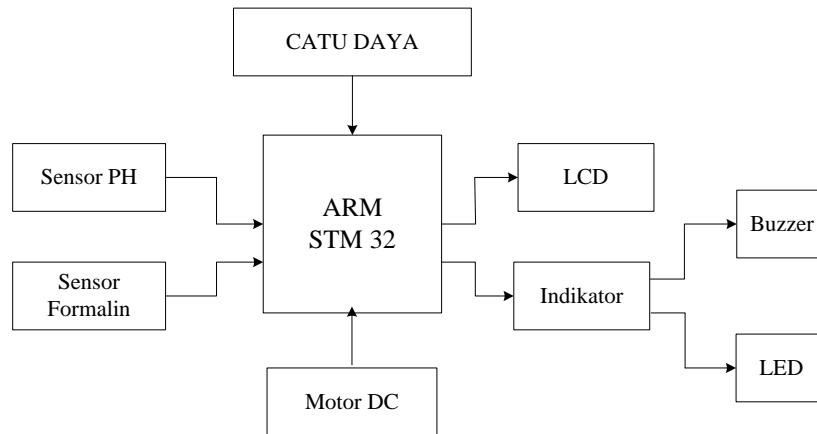 CATU DAYA
Sensor PH
ARM
STM 32
LCD
Buzzer
Sensor
Formalin
Indikator
LED
Motor DC